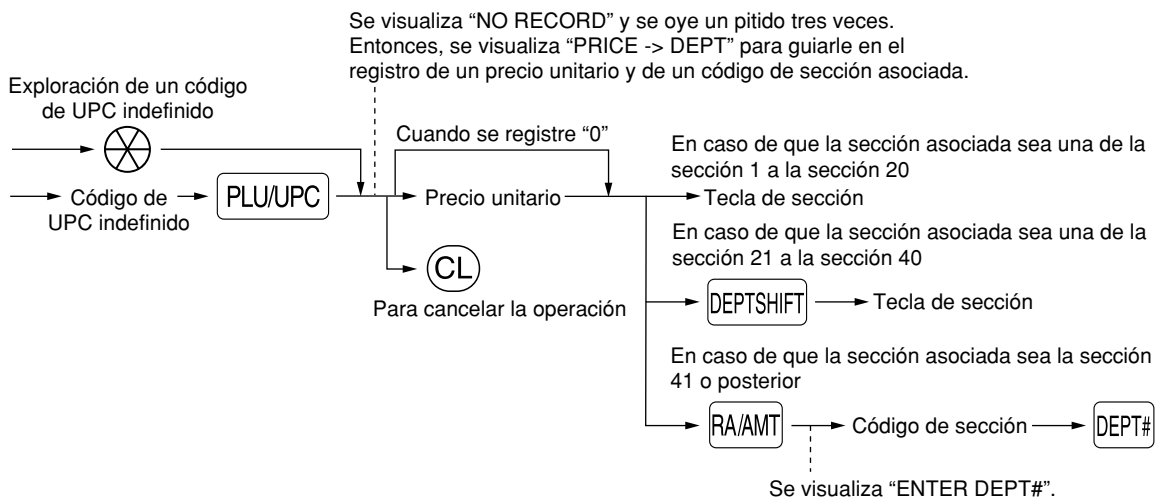 Se visualiza “NO RECORD” y se oye un pitido tres veces.
Entonces, se visualiza “PRICE -> DEPT” para guiarle en el
registro de un precio unitario y de un código de sección asociada.
Exploración de un código
de UPC indefinido
Código de
UPC indefinido
PLU/UPC
Cuando se registre “0”
Precio unitario
CL
Para cancelar la operación
En caso de que la sección asociada sea una de la
sección 1 a la sección 20
Tecla de sección
En caso de que la sección asociada sea una de la
sección 21 a la sección 40
DEPTSHIFT
Tecla de sección
En caso de que la sección asociada sea la sección
41 o posterior
RA/AMT
Código de sección
DEPT#
Se visualiza “ENTER DEPT#”.